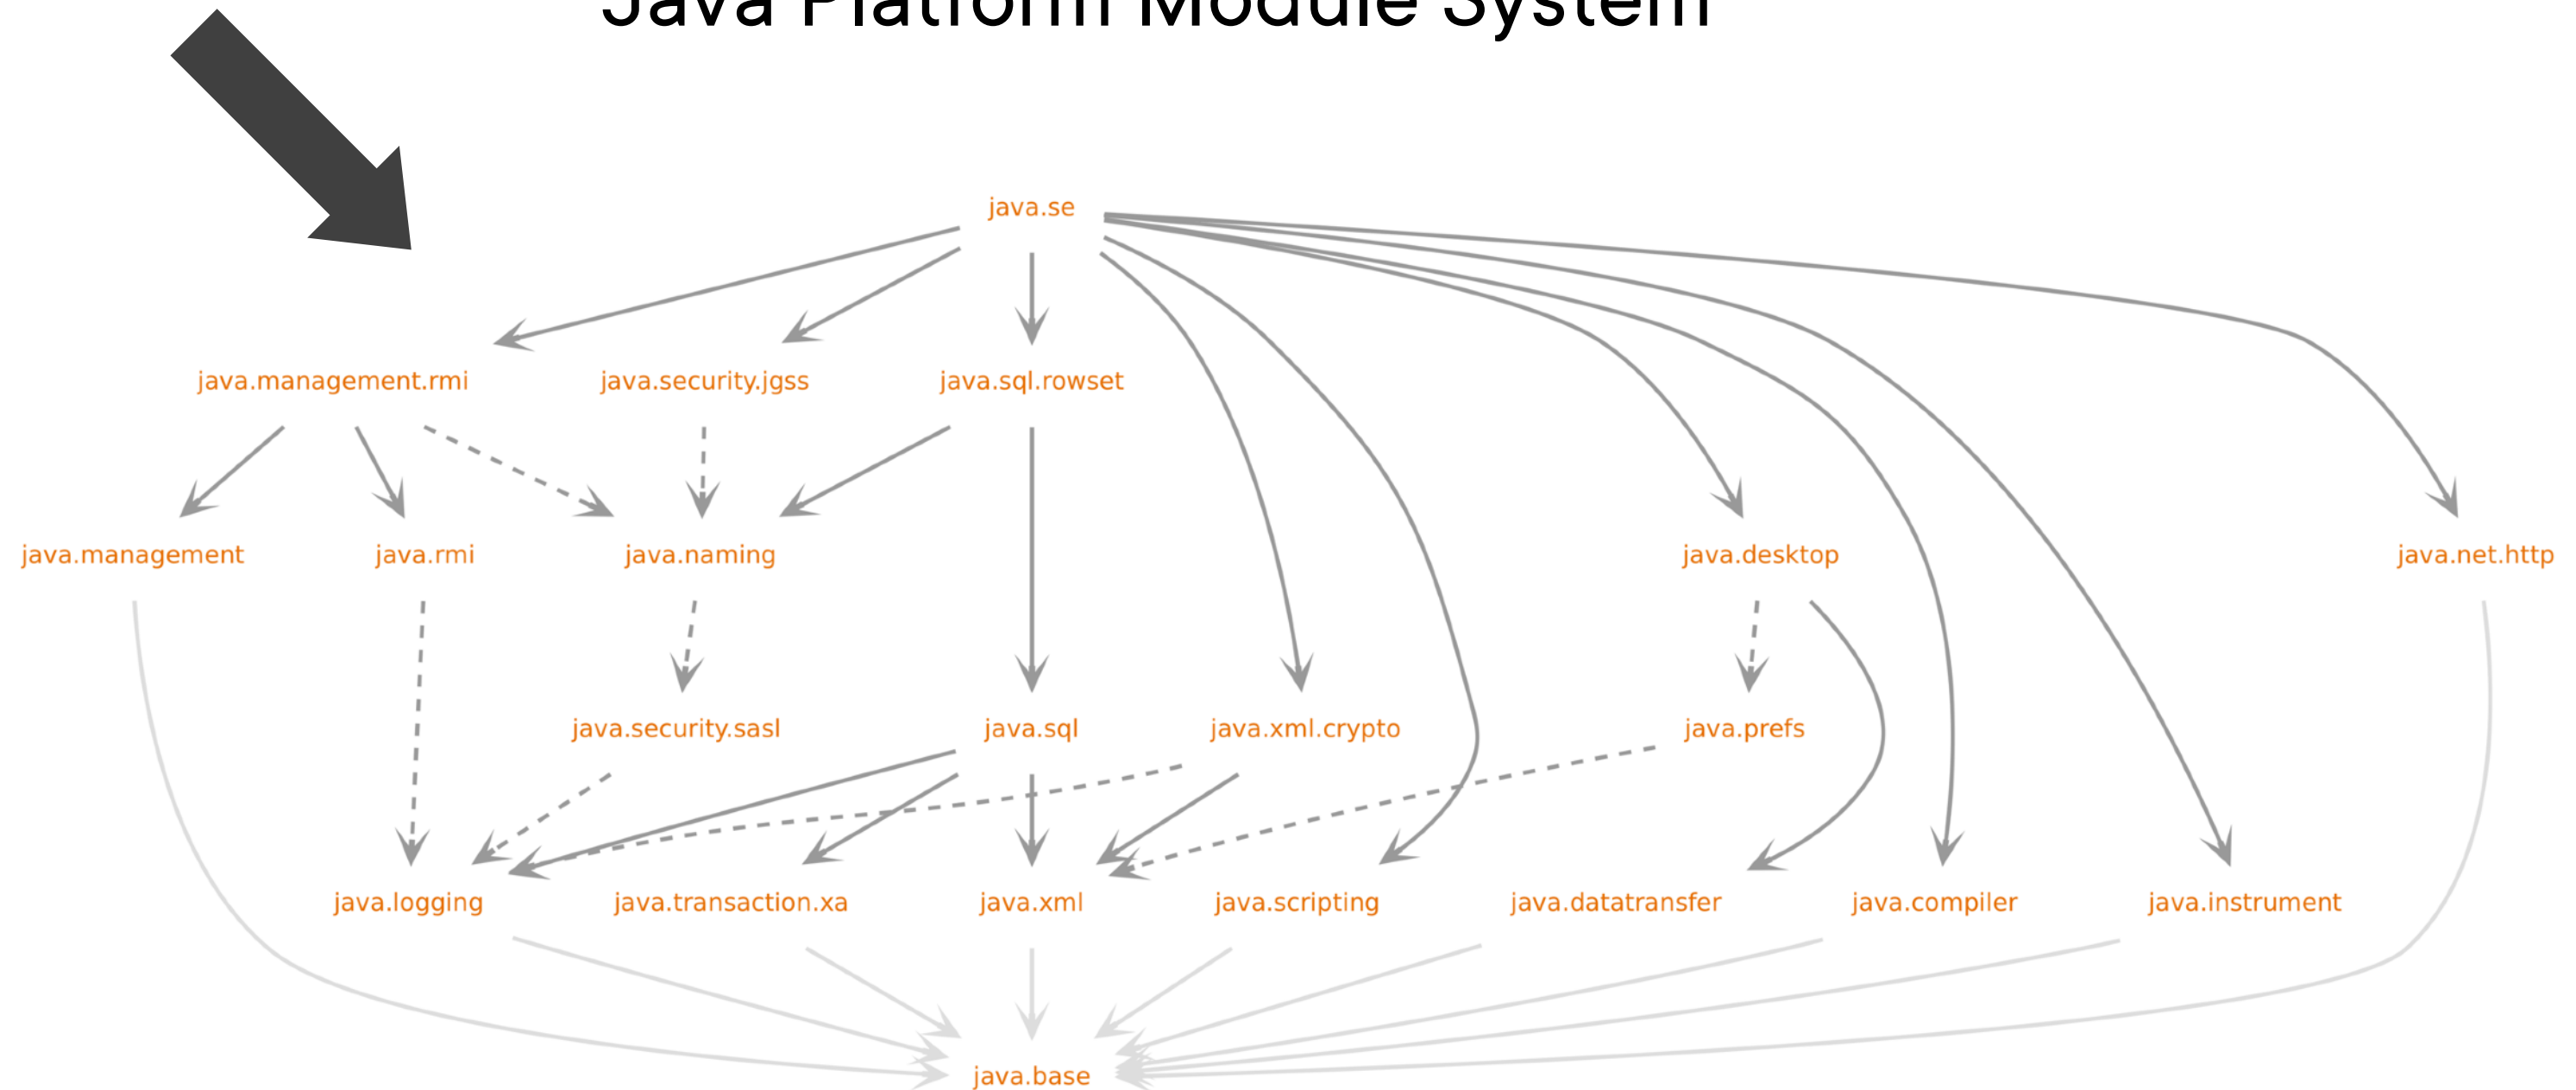 Java Platform Module System
java.se
java.management.rmi java.security.jgss java.sql.rowset
java.management java.rmi java.naming java.desktop java.net.http
java.security.sasl java.sql java.xml.crypto java.prefs
java.logging java.transaction.xa java.xml java.scripting java.datatransfer java.compiler java.instrument
java.base